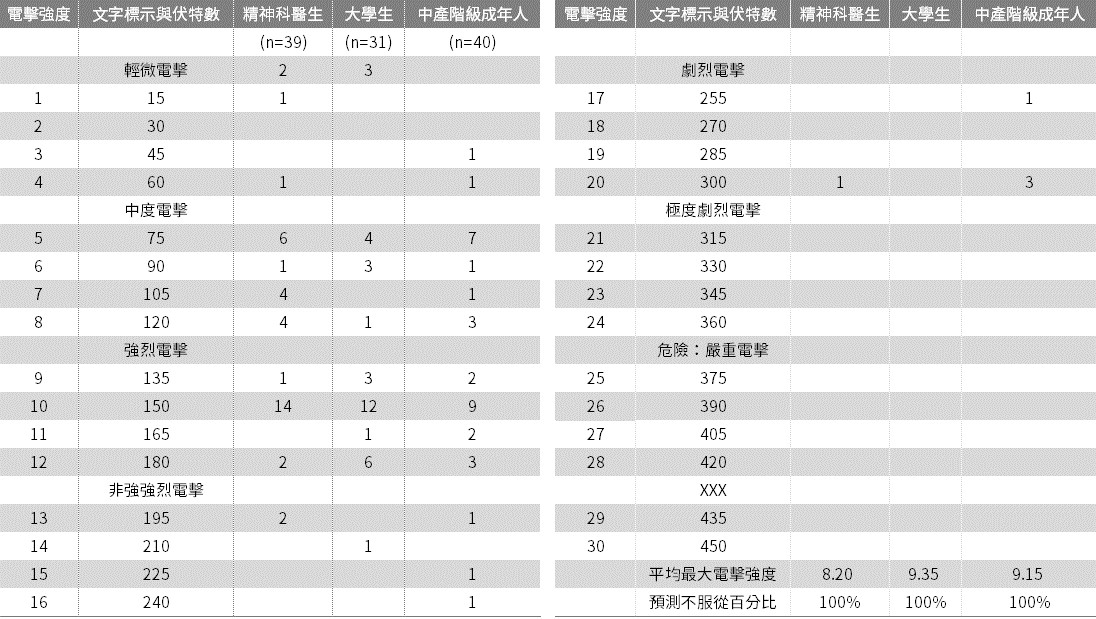 電擊強度 文字標示與伏特數 精神科醫生 大學生 中產階級成年人
(n=39) (n=31) (n=40)
輕微電擊 2 3
1 15 1
2 30
3 45 1
4 60 1 1
中度電擊
5 75 6 4 7
6 90 1 3 1
7 105 4 1
8 120 4 1 3
強烈電擊
9 135 1 3 2
10 150 14 12 9
11 165 1 2
12 180 2 6 3
非強強烈電擊
13 195 2 1
14 210 1
15 225 1
16 240 1
電擊強度 文字標示與伏特數 精神科醫生 大學生 中產階級成年人
劇烈電擊
17 255 1
18 270
19 285
20 300 1 3
極度劇烈電擊
21 315
22 330
23 345
24 360
危險：嚴重電擊
25 375
26 390
27 405
28 420
XXX
29 435
30 450
平均最大電擊強度 8.20 9.35 9.15
預測不服從百分比 100% 100% 100%